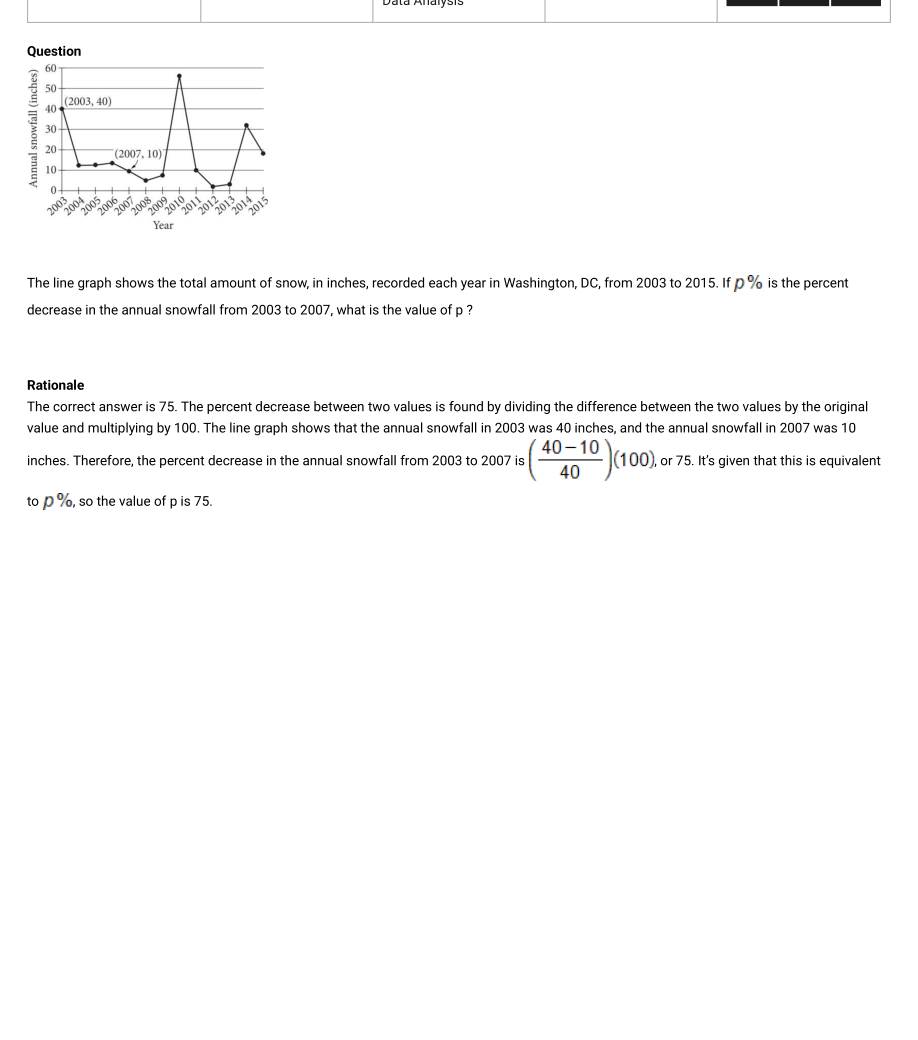 Data Analysis
Question
Annual snowfall (inches)
60
50
40
30
20
10
0
(2003, 40)
(2007, 10)
2003 2004 2005 2006 2007 2008 2009 2010 2011 2012 2013 2014 2015
Year
The line graph shows the total amount of snow, in inches, recorded each year in Washington, DC, from 2003 to 2015. If p% is the percent
decrease in the annual snowfall from 2003 to 2007, what is the value of p ?
Rationale
The correct answer is 75. The percent decrease between two values is found by dividing the difference between the two values by the original
value and multiplying by 100. The line graph shows that the annual snowfall in 2003 was 40 inches, and the annual snowfall in 2007 was 10
inches. Therefore, the percent decrease in the annual snowfall from 2003 to 2007 is (40−10/40)(100), or 75. It’s given that this is equivalent
to p%, so the value of p is 75.